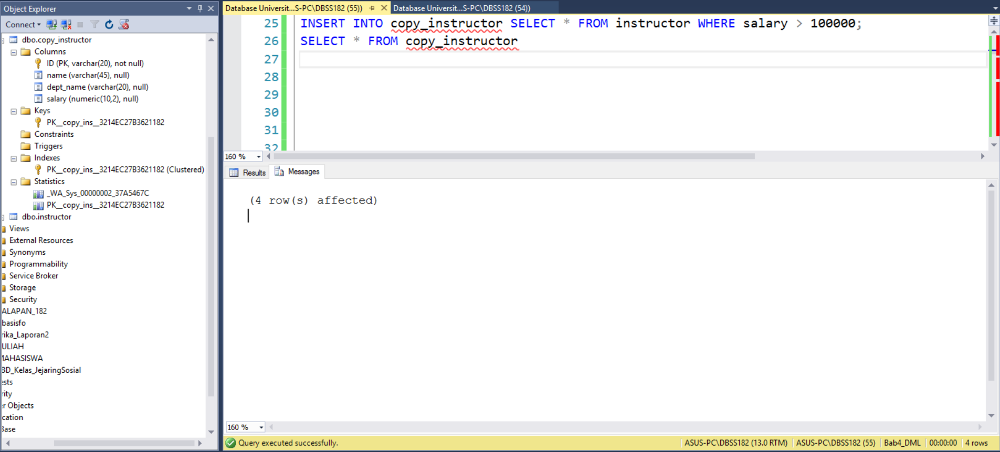 Object Explorer
Connect
dbo.copy_instructor
Columns
ID (PK, varchar(20), not null)
name (varchar(45), null)
dept_name (varchar(20), null)
salary (numeric(10,2), null)
Keys
PK__copy_ins__3214EC27B3621182
Constraints
Triggers
Indexes
PK__copy_ins__3214EC27B3621182 (Clustered)
Statistics
_WA_Sys_00000002_37A5467C
PK__copy_ins__3214EC27B3621182
dbo.instructor
Views
External Resources
Synonyms
Programmability
Service Broker
Storage
Security
ALAPAN_182
basisfo
rika_Laporan2
ULIAH
MAHASISWA
BD_Kelas_JejaringSosial
ests
rity
r Objects
cation
Base
Database Universit...S-PC\DBSS182 (55))
Database Universit...S-PC\DBSS182 (54))
25 INSERT INTO copy_instructor SELECT * FROM instructor WHERE salary > 100000;
26 SELECT * FROM copy_instructor
27
28
29
30
31
32
160 %
Results
Messages
(4 row(s) affected)
160 %
Query executed successfully.
ASUS-PC\DBSS182 (13.0 RTM)
ASUS-PC\DBSS182 (55)
Bab4_DML
00:00:00
4 rows